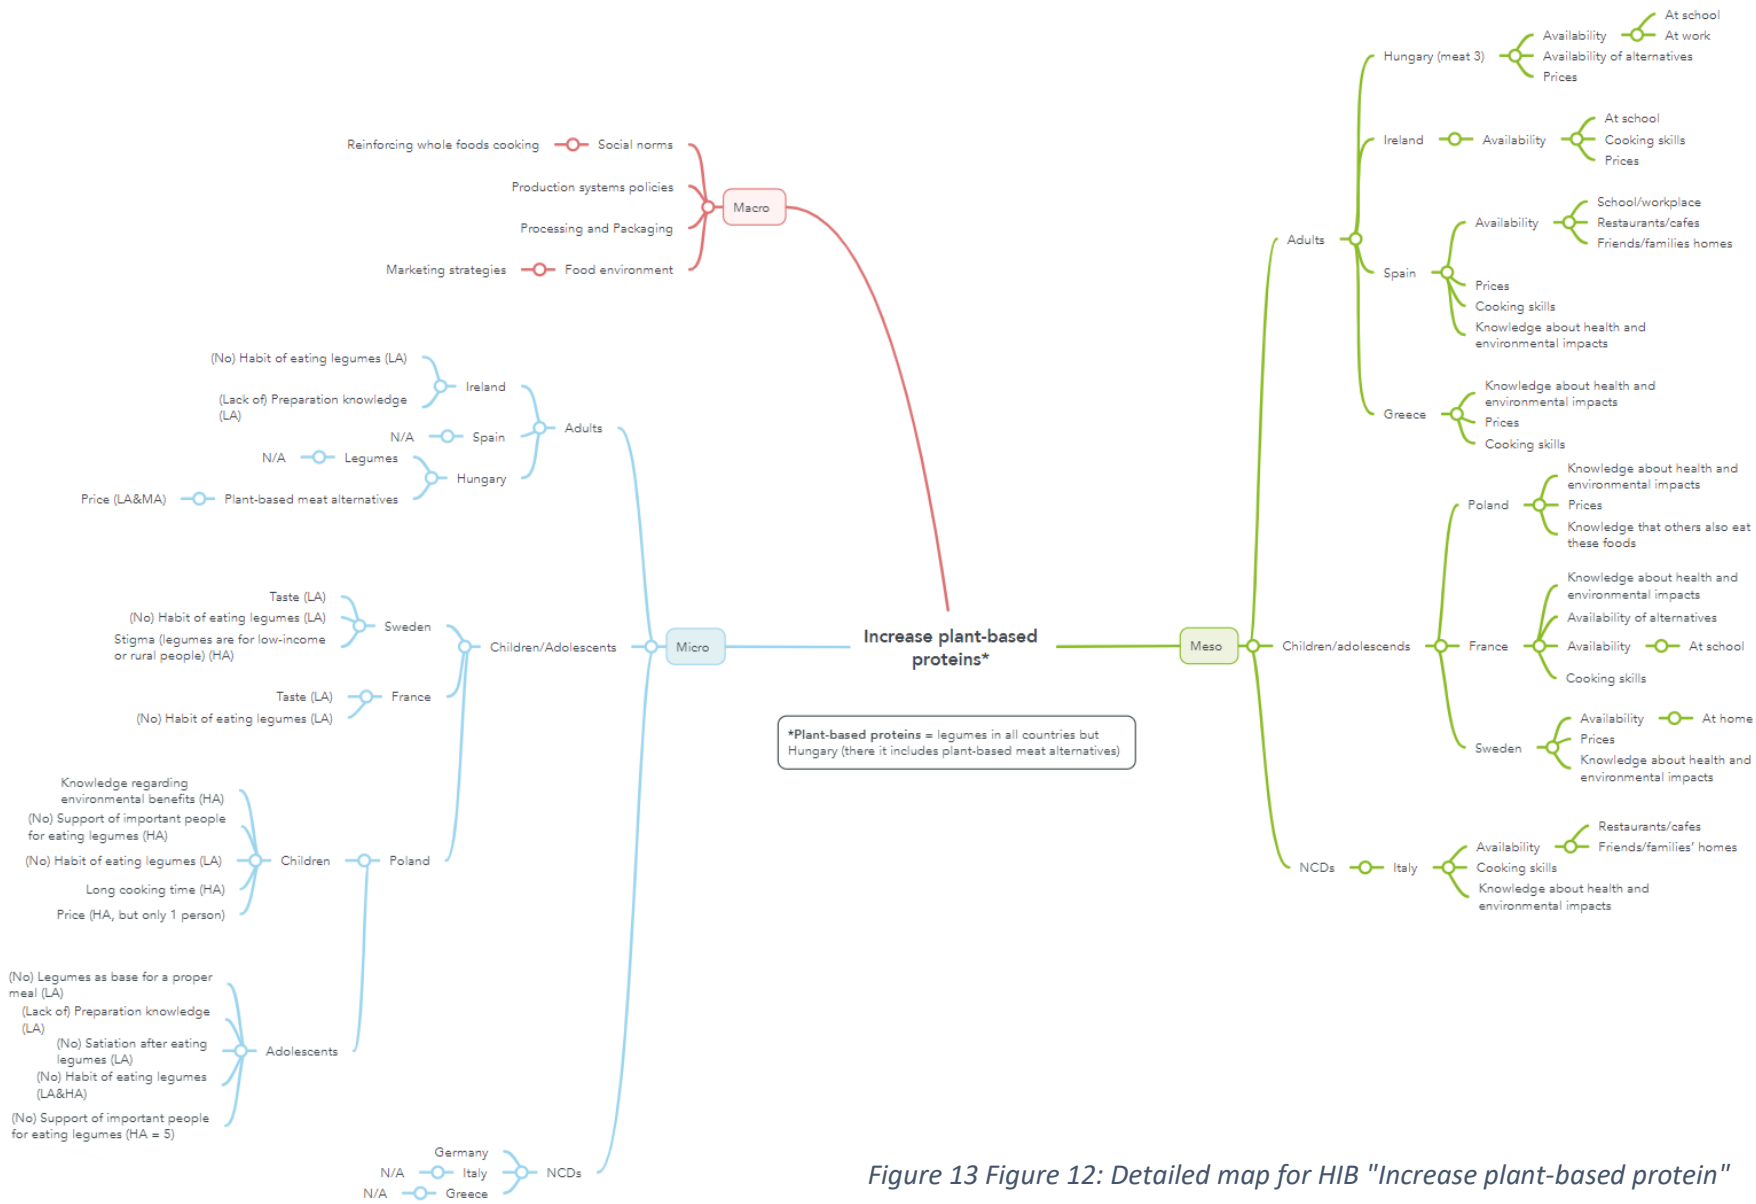 Reinforcing whole foods cooking
Social norms
Production systems policies
Processing and Packaging
Marketing strategies
Food environment
Macro
(No) Habit of eating legumes (LA)
(Lack of) Preparation knowledge
(LA)
Ireland
N/A
Spain
N/A
Legumes
Price (LA&MA)
Plant-based meat alternatives
Hungary
Adults
Taste (LA)
(No) Habit of eating legumes (LA)
Stigma (legumes are for low-income
or rural people) (HA)
Sweden
Taste (LA)
(No) Habit of eating legumes (LA)
France
Children/Adolescents
Knowledge regarding
environmental benefits (HA)
(No) Support of important people
for eating legumes (HA)
(No) Habit of eating legumes (LA)
Long cooking time (HA)
Price (HA, but only 1 person)
Children
Poland
(No) Legumes as base for a proper
meal (LA)
(Lack of) Preparation knowledge
(LA)
(No) Satiation after eating
legumes (LA)
(No) Habit of eating legumes
(LA&HA)
(No) Support of important people
for eating legumes (HA = 5)
Adolescents
Germany
N/A
Italy
N/A
Greece
NCDs
Micro
Increase plant-based
proteins*
*Plant-based proteins = legumes in all countries but
Hungary (there it includes plant-based meat alternatives)
Meso
Adults
Hungary (meat 3)
Availability
At school
At work
Availability of alternatives
Prices
Ireland
Availability
At school
Cooking skills
Prices
Spain
Availability
School/workplace
Restaurants/cafes
Friends/families homes
Prices
Cooking skills
Knowledge about health and
environmental impacts
Greece
Knowledge about health and
environmental impacts
Prices
Cooking skills
Children/adolescends
Poland
Knowledge about health and
environmental impacts
Prices
Knowledge that others also eat
these foods
France
Knowledge about health and
environmental impacts
Availability of alternatives
Availability
At school
Cooking skills
Sweden
Availability
At home
Prices
Knowledge about health and
environmental impacts
NCDs
Italy
Availability
Restaurants/cafes
Friends/families' homes
Cooking skills
Knowledge about health and
environmental impacts
Figure 13 Figure 12: Detailed map for HIB "Increase plant-based protein"